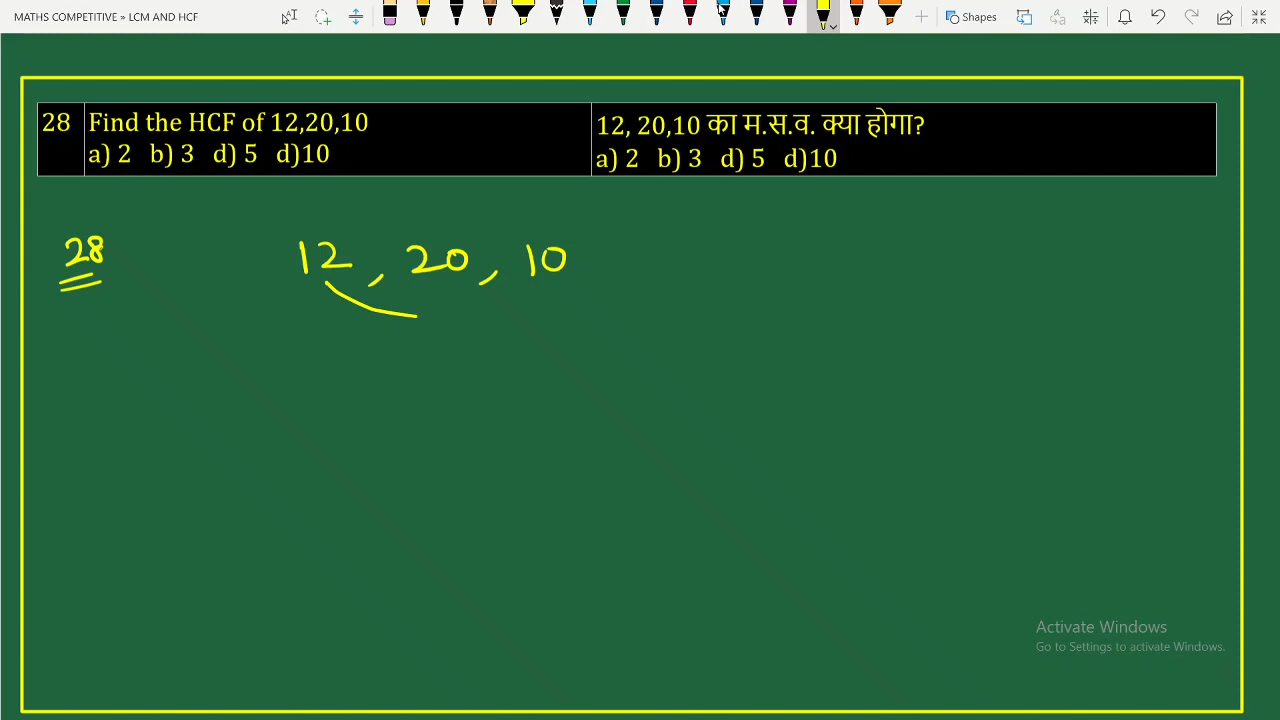 MATHS COMPETITIVE » LCM AND HCF
Shapes
28 Find the HCF of 12,20,10
a) 2 b) 3 d) 5 d)10
12, 20,10 का म.स.व. क्या होगा?
a) 2 b) 3 d) 5 d)10
28 12, 20, 10
Activate Windows
Go to Settings to activate Windows.